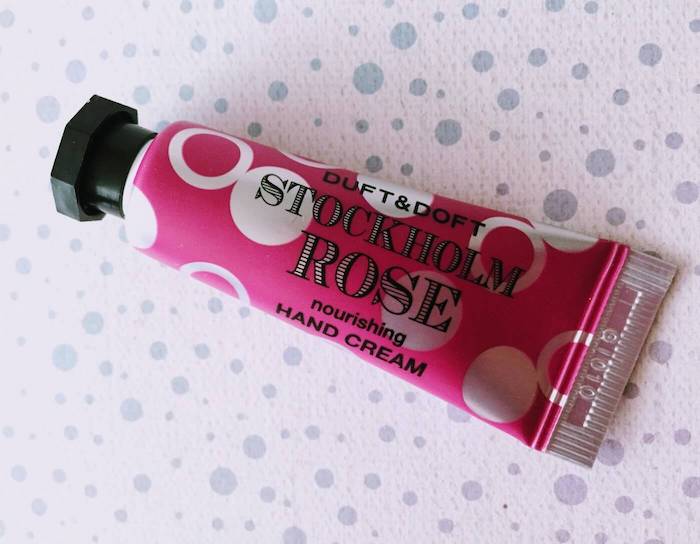 DUFT&DOFT
STOCKHOLM
ROSE
nourishing
HAND CREAM